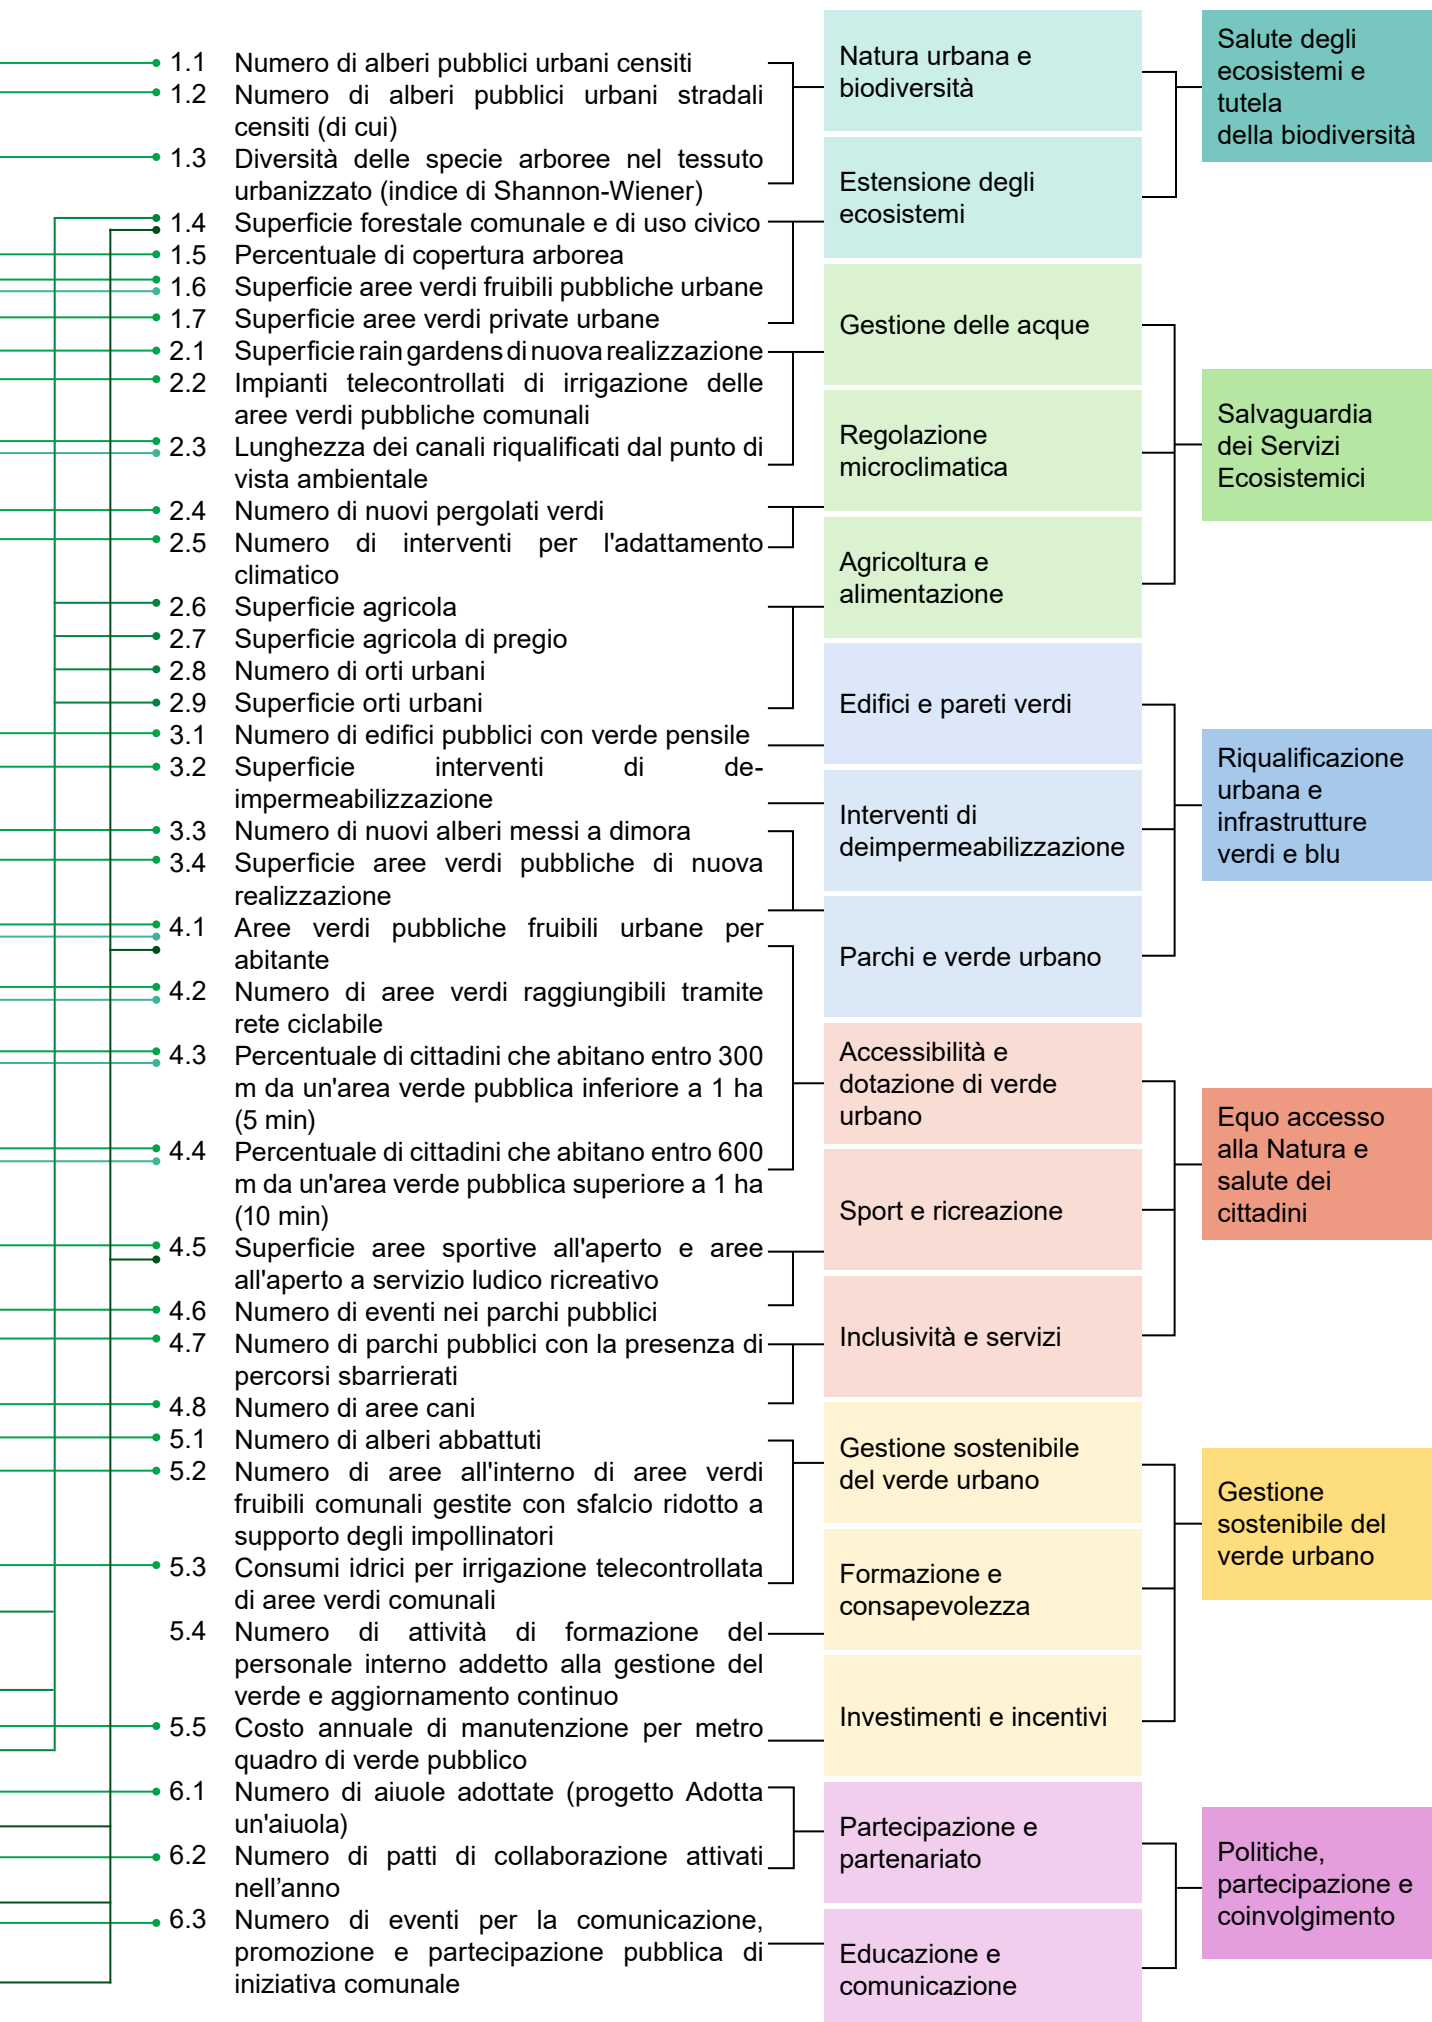 1.1 Numero di alberi pubblici urbani censiti
1.2 Numero di alberi pubblici urbani stradali
censiti (di cui)
1.3 Diversità delle specie arboree nel tessuto
urbanizzato (indice di Shannon-Wiener)
1.4 Superficie forestale comunale e di uso civico
1.5 Percentuale di copertura arborea
1.6 Superficie aree verdi fruibili pubbliche urbane
1.7 Superficie aree verdi private urbane
2.1 Superficie rain gardens di nuova realizzazione
2.2 Impianti telecontrollati di irrigazione delle
aree verdi pubbliche comunali
2.3 Lunghezza dei canali riqualificati dal punto di
vista ambientale
2.4 Numero di nuovi pergolati verdi
2.5 Numero di interventi per l'adattamento
climatico
2.6 Superficie agricola
2.7 Superficie agricola di pregio
2.8 Numero di orti urbani
2.9 Superficie orti urbani
3.1 Numero di edifici pubblici con verde pensile
3.2 Superficie interventi di de-
impermeabilizzazione
3.3 Numero di nuovi alberi messi a dimora
3.4 Superficie aree verdi pubbliche di nuova
realizzazione
4.1 Aree verdi pubbliche fruibili urbane per
abitante
4.2 Numero di aree verdi raggiungibili tramite
rete ciclabile
4.3 Percentuale di cittadini che abitano entro 300
m da un'area verde pubblica inferiore a 1 ha
(5 min)
4.4 Percentuale di cittadini che abitano entro 600
m da un'area verde pubblica superiore a 1 ha
(10 min)
4.5 Superficie aree sportive all'aperto e aree
all'aperto a servizio ludico ricreativo
4.6 Numero di eventi nei parchi pubblici
4.7 Numero di parchi pubblici con la presenza di
percorsi sbarrierati
4.8 Numero di aree cani
5.1 Numero di alberi abbattuti
5.2 Numero di aree all'interno di aree verdi
fruibili comunali gestite con sfalcio ridotto a
supporto degli impollinatori
5.3 Consumi idrici per irrigazione telecontrollata
di aree verdi comunali
5.4 Numero di attività di formazione del
personale interno addetto alla gestione del
verde e aggiornamento continuo
5.5 Costo annuale di manutenzione per metro
quadro di verde pubblico
6.1 Numero di aiuole adottate (progetto Adotta
un'aiuola)
6.2 Numero di patti di collaborazione attivati
nell’anno
6.3 Numero di eventi per la comunicazione,
promozione e partecipazione pubblica di
iniziativa comunale
Natura urbana e
biodiversità
Estensione degli
ecosistemi
Gestione delle acque
Regolazione
microclimatica
Agricoltura e
alimentazione
Edifici e pareti verdi
Interventi di
deimpermeabilizzazione
Parchi e verde urbano
Accessibilità e
dotazione di verde
urbano
Sport e ricreazione
Inclusività e servizi
Gestione sostenibile
del verde urbano
Formazione e
consapevolezza
Investimenti e incentivi
Partecipazione e
partenariato
Educazione e
comunicazione
Salute degli
ecosistemi e
tutela
della biodiversità
Salvaguardia
dei Servizi
Ecosistemici
Riqualificazione
urbana e
infrastrutture
verdi e blu
Equo accesso
alla Natura e
salute dei
cittadini
Gestione
sostenibile del
verde urbano
Politiche,
partecipazione e
coinvolgimento